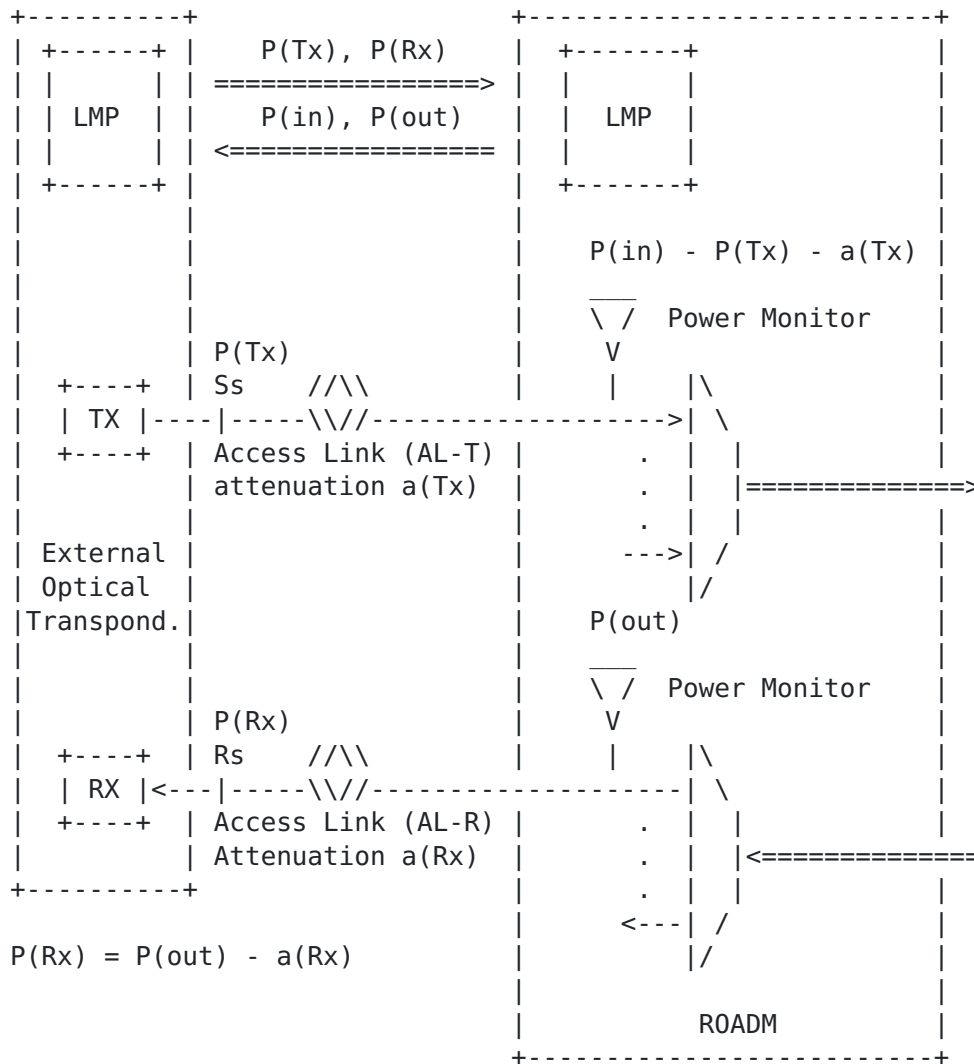 P(Tx), P(Rx)
LMP P(in), P(out) LMP
P(in) - P(Tx) - a(Tx)
Power Monitor
P(Tx)
Ss
TX
Access Link (AL-T)
attenuation a(Tx)
External
Optical
Transpond.
P(out)
Power Monitor
P(Rx)
Rs
RX
Access Link (AL-R)
Attenuation a(Rx)
P(Rx) = P(out) - a(Rx)
ROADM